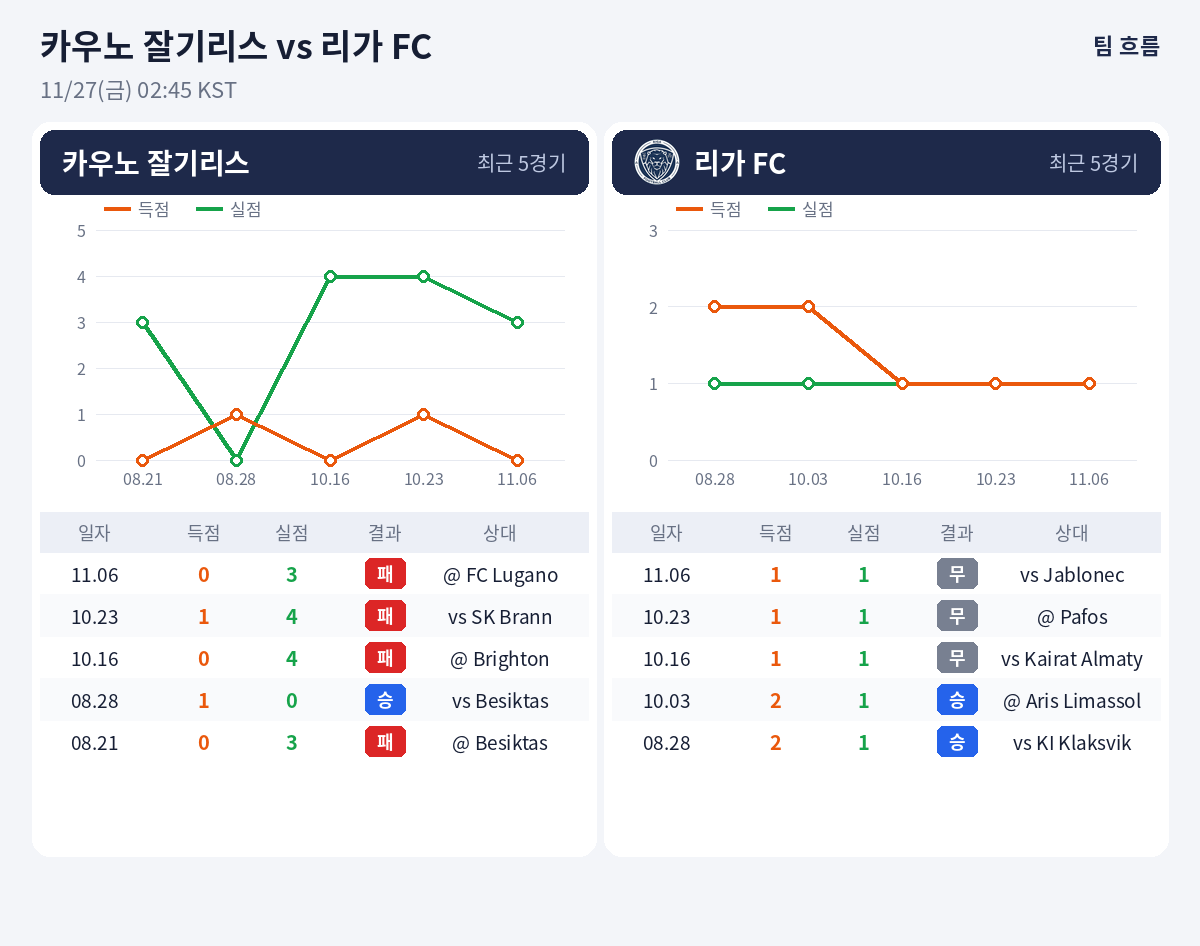 카우노 잘기리스 vs 리가 FC
팀 흐름
11/27(금) 02:45 KST
카우노 잘기리스
최근 5경기
득점
실점
5
4
3
2
1
0
08.21
08.28
10.16
10.23
11.06
일자 득점 실점 결과 상대
11.06 0 3 패 @ FC Lugano
10.23 1 4 패 vs SK Brann
10.16 0 4 패 @ Brighton
08.28 1 0 승 vs Besiktas
08.21 0 3 패 @ Besiktas
리가 FC
최근 5경기
득점
실점
3
2
1
0
08.28
10.03
10.16
10.23
11.06
일자 득점 실점 결과 상대
11.06 1 1 무 vs Jablonec
10.23 1 1 무 @ Pafos
10.16 1 1 무 vs Kairat Almaty
10.03 2 1 승 @ Aris Limassol
08.28 2 1 승 vs KI Klaksvik